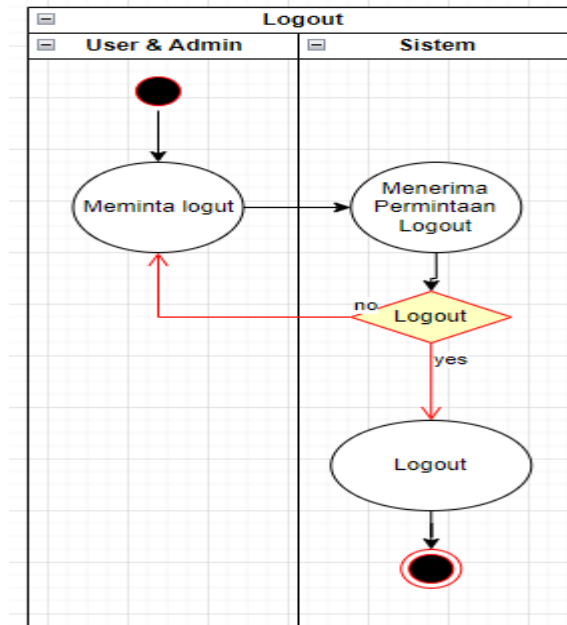 Logout
User & Admin
Sistem
Meminta logut
Menerima
Permintaan
Logout
no
Logout
yes
Logout